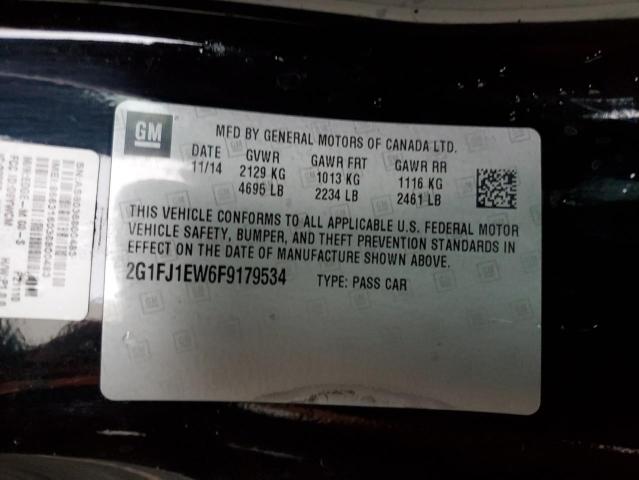 GM
MFD BY GENERAL MOTORS OF CANADA LTD.
DATE GVWR GAWR FRT GAWR RR
11/14 2129 KG 1013 KG 1116 KG
4695 LB 2234 LB 2461 LB
THIS VEHICLE CONFORMS TO ALL APPLICABLE U.S. FEDERAL MOTOR
VEHICLE SAFETY, BUMPER, AND THEFT PREVENTION STANDARDS IN
EFFECT ON THE DATE OF MANUFACTURE SHOWN ABOVE.
2G1FJ1EW6F9179534 TYPE: PASS CAR